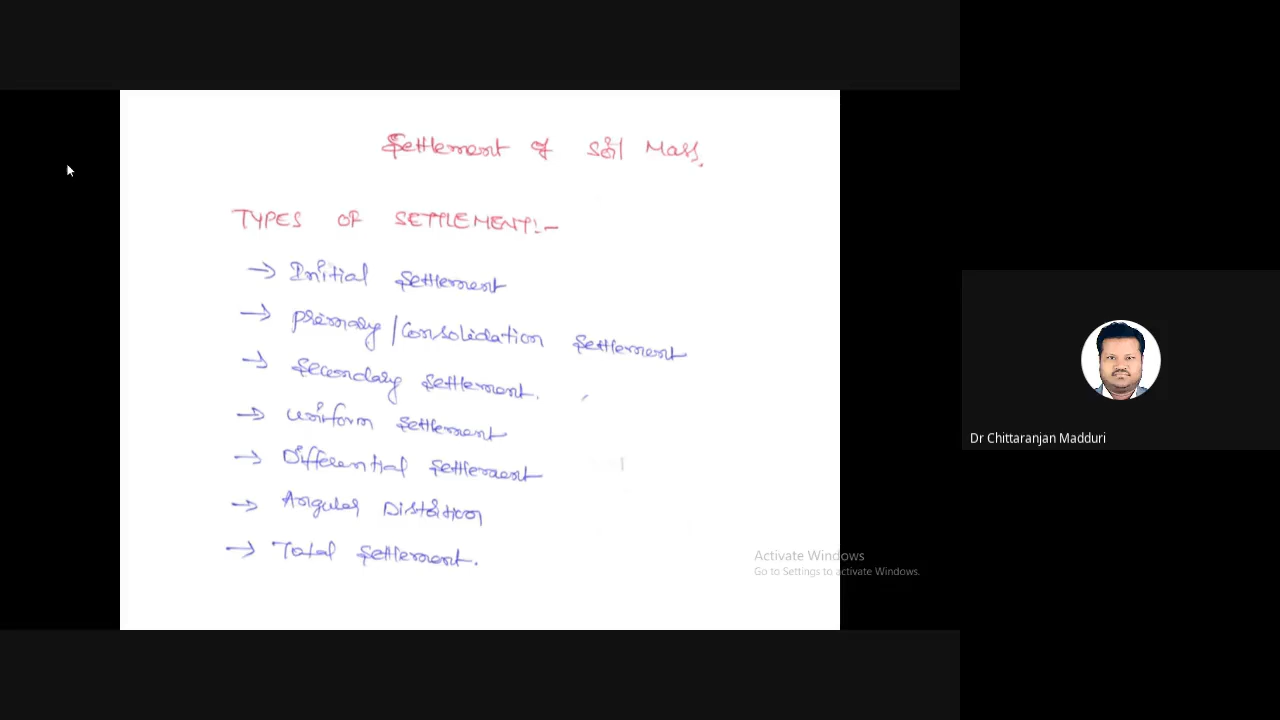 Settlement of Soil Mass.
TYPES OF SETTLEMENT:-
→ Initial Settlement
→ Primary/Consolidation Settlement
→ Secondary Settlement.
→ Uniform Settlement
→ Differential Settlement
→ Angular Distortion
→ Total Settlement.
Activate Windows
Go to Settings to activate Windows.
Dr Chittaranjan Madduri